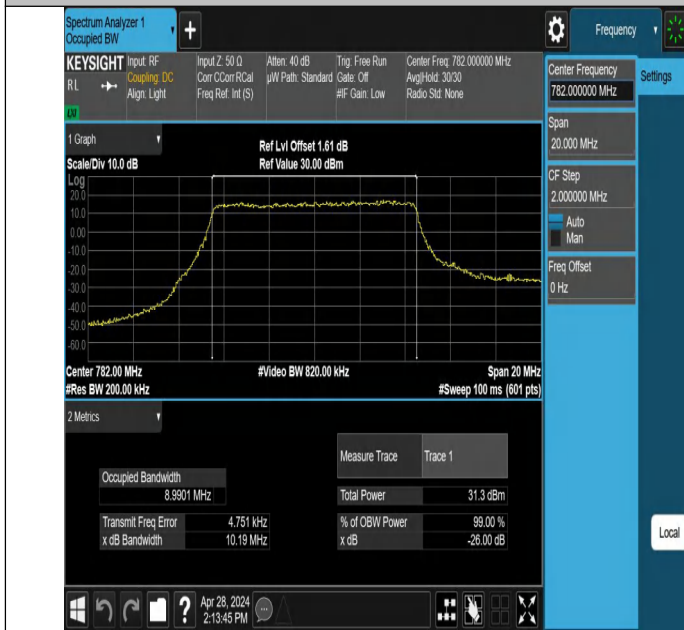 Spectrum Analyzer 1
Occupied BW
+
Frequency
KEYSIGHT
RL
LXI
Input: RF
Coupling: DC
Align: Light
Input Z: 50 Ω
Corr CCorr RCal
Freq Ref: Int (S)
Atten: 40 dB
µW Path: Standard
Trig: Free Run
Gate: Off
#IF Gain: Low
Center Freq: 782.000000 MHz
Avg|Hold: 30/30
Radio Std: None
Center Frequency
782.000000 MHz
Settings
Span
20.000 MHz
CF Step
2.000000 MHz
Auto
Man
Freq Offset
0 Hz
Local
1 Graph
Scale/Div 10.0 dB
Ref Lvl Offset 1.61 dB
Ref Value 30.00 dBm
Log
20.0
10.0
0.00
-10.0
-20.0
-30.0
-40.0
-50.0
-60.0
Center 782.00 MHz
#Video BW 820.00 kHz
Span 20 MHz
#Res BW 200.00 kHz
#Sweep 100 ms (601 pts)
2 Metrics
Measure Trace Trace 1
Occupied Bandwidth
8.9901 MHz
Total Power 31.3 dBm
Transmit Freq Error 4.751 kHz
% of OBW Power 99.00 %
x dB Bandwidth 10.19 MHz
x dB -26.00 dB
?
Apr 28, 2024
2:13:45 PM